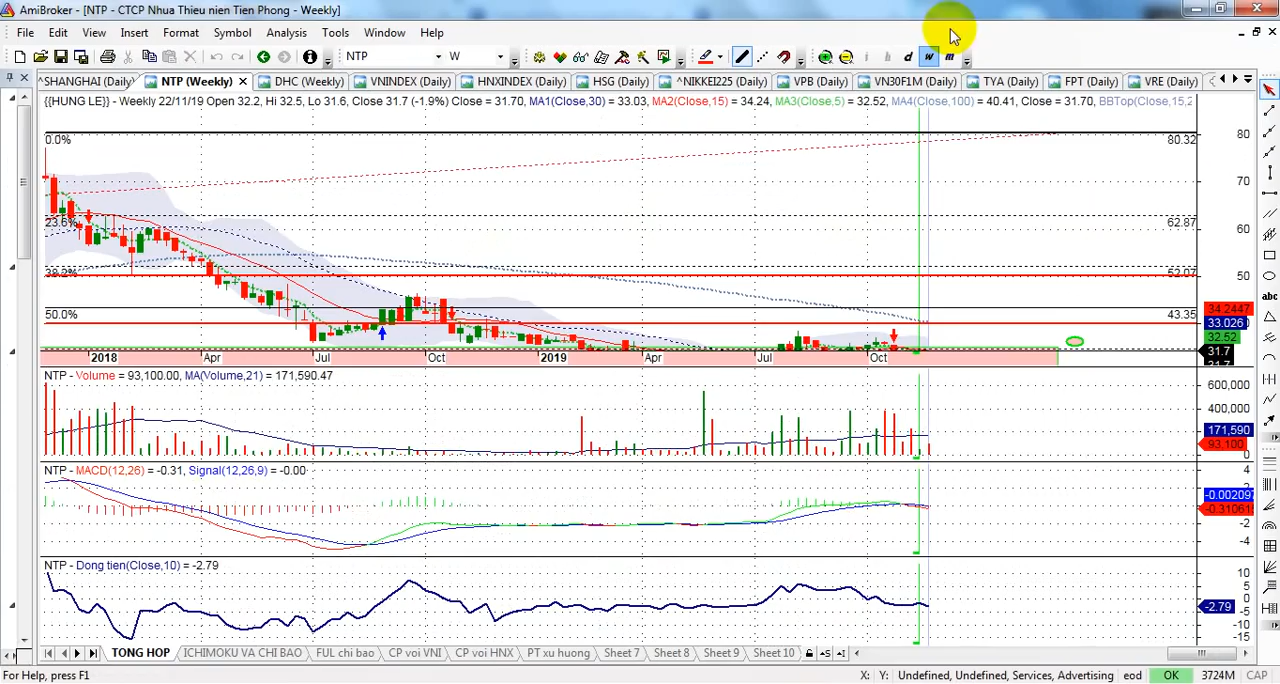 AmiBroker - [NTP - CTCP Nhua Thieu nien Tien Phong - Weekly]
File Edit View Insert Format Symbol Analysis Tools Window Help
NTP W i h d w m
^SHANGHAI (Daily) NTP (Weekly) DHC (Weekly) VNINDEX (Daily) HNXINDEX (Daily) HSG (Daily) ^NIKKEI225 (Daily) VPB (Daily) VN30F1M (Daily) TYA (Daily) FPT (Daily) VRE (Daily)
{{HUNG LE}} - Weekly 22/11/19 Open 32.2, Hi 32.5, Lo 31.6, Close 31.7 (-1.9%) Close = 31.70, MA1(Close,30) = 33.03, MA2(Close,15) = 34.24, MA3(Close,5) = 32.52, MA4(Close,100) = 40.41, Close = 31.70, BBTop(Close,15,2
0.0% 80.32 80
70
23.6% 62.87 60
38.2% 52.07 50
50.0% 43.35
34.2447
33.026
32.52
31.7
2018 Apr Jul Oct 2019 Apr Jul Oct
NTP - Volume = 93,100.00, MA(Volume,21) = 171,590.47
600,000
400,000
171,590
93,100
0
NTP - MACD(12,26) = -0.31, Signal(12,26,9) = -0.00
4
2
-0.002097
-0.31061
-2
-4
NTP - Dong tien(Close,10) = -2.79
10
5
0
-2.79
-5
-10
-15
TONG HOP ICHIMOKU VA CHI BAO FUL chi bao CP voi VNI CP voi HNX PT xu huong Sheet 7 Sheet 8 Sheet 9 Sheet 10
For Help, press F1 X: Y: Undefined, Undefined, Services, Advertising eod OK 3724M CAP